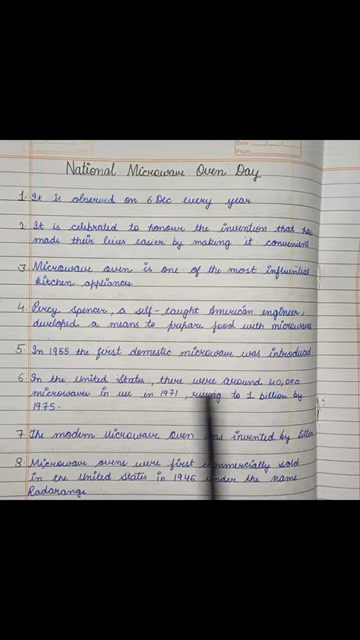 Date
Page
National Microwave Oven Day
1. It is observed on 6 Dec every year
2. It is celebrated to honour the invention that has
made their lives easier by making it convenient
3. Microwave oven is one of the most influential
kitchen appliances
4. Percy Spencer, a self-taught American engineer,
developed a means to prepare food with microwaves
5. In 1955 the first domestic microwave was introduced
6. In the United States, there were around 40,000
microwaves in use in 1971, rising to 1 billion by
1975.
7. The modern Microwave Oven was invented by
8. Microwave ovens were first commercially sold
in the United States in 1946 under the name
Radarange